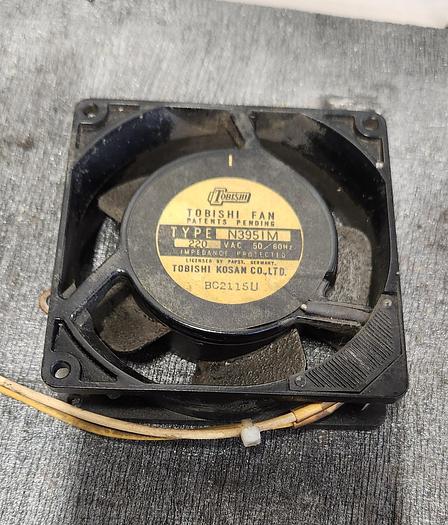 TOBISHI
TOBISHI FAN
PATENTS PENDING
TYPE N3951M
220 VAC 50/60Hz
IMPEDANCE PROTECTED
LICENSED BY PAPST, GERMANY.
TOBISHI KOSAN CO.,LTD.
BC2115U